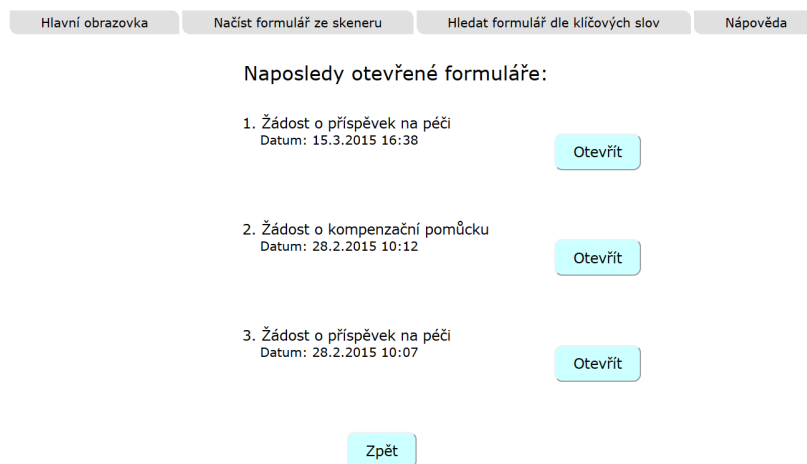 Hlavní obrazovka
Načíst formulář ze skeneru
Hledat formulář dle klíčových slov
Nápověda
Naposledy otevřené formuláře:
1. Žádost o příspěvek na péči
Datum: 15.3.2015 16:38
Otevřít
2. Žádost o kompenzační pomůcku
Datum: 28.2.2015 10:12
Otevřít
3. Žádost o příspěvek na péči
Datum: 28.2.2015 10:07
Otevřít
Zpět